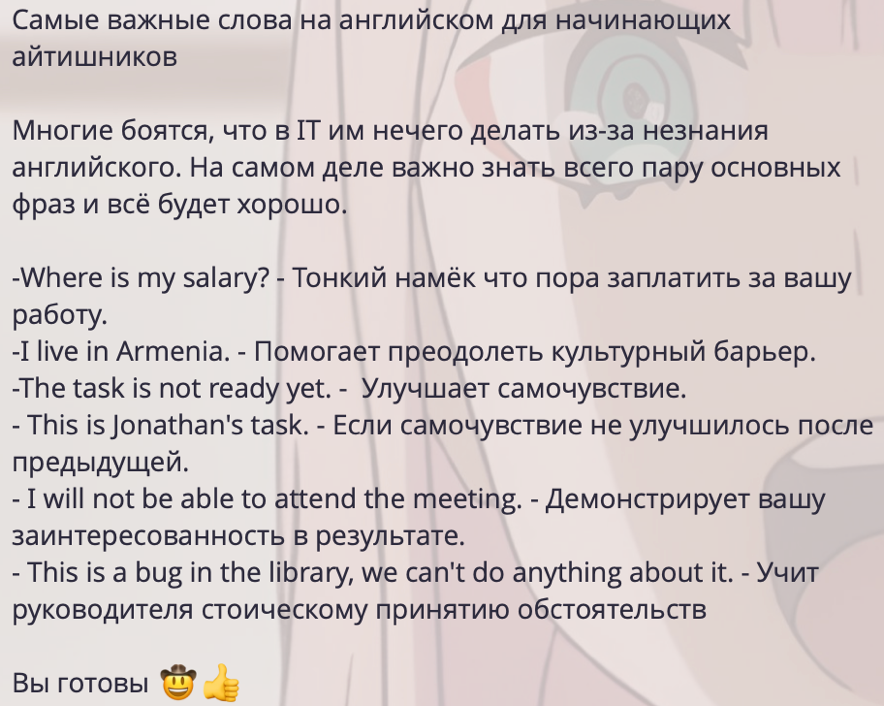 Самые важные слова на английском для начинающих
айтишников
Многие боятся, что в IT им нечего делать из-за незнания
английского. На самом деле важно знать всего пару основных
фраз и всё будет хорошо.
-Where is my salary? - Тонкий намёк что пора заплатить за вашу
работу.
-I live in Armenia. - Помогает преодолеть культурный барьер.
-The task is not ready yet. -  Улучшает самочувствие.
- This is Jonathan's task. - Если самочувствие не улучшилось после
предыдущей.
- I will not be able to attend the meeting. - Демонстрирует вашу
заинтересованность в результате.
- This is a bug in the library, we can't do anything about it. - Учит
руководителя стоическому принятию обстоятельств
Вы готовы 🤠👍